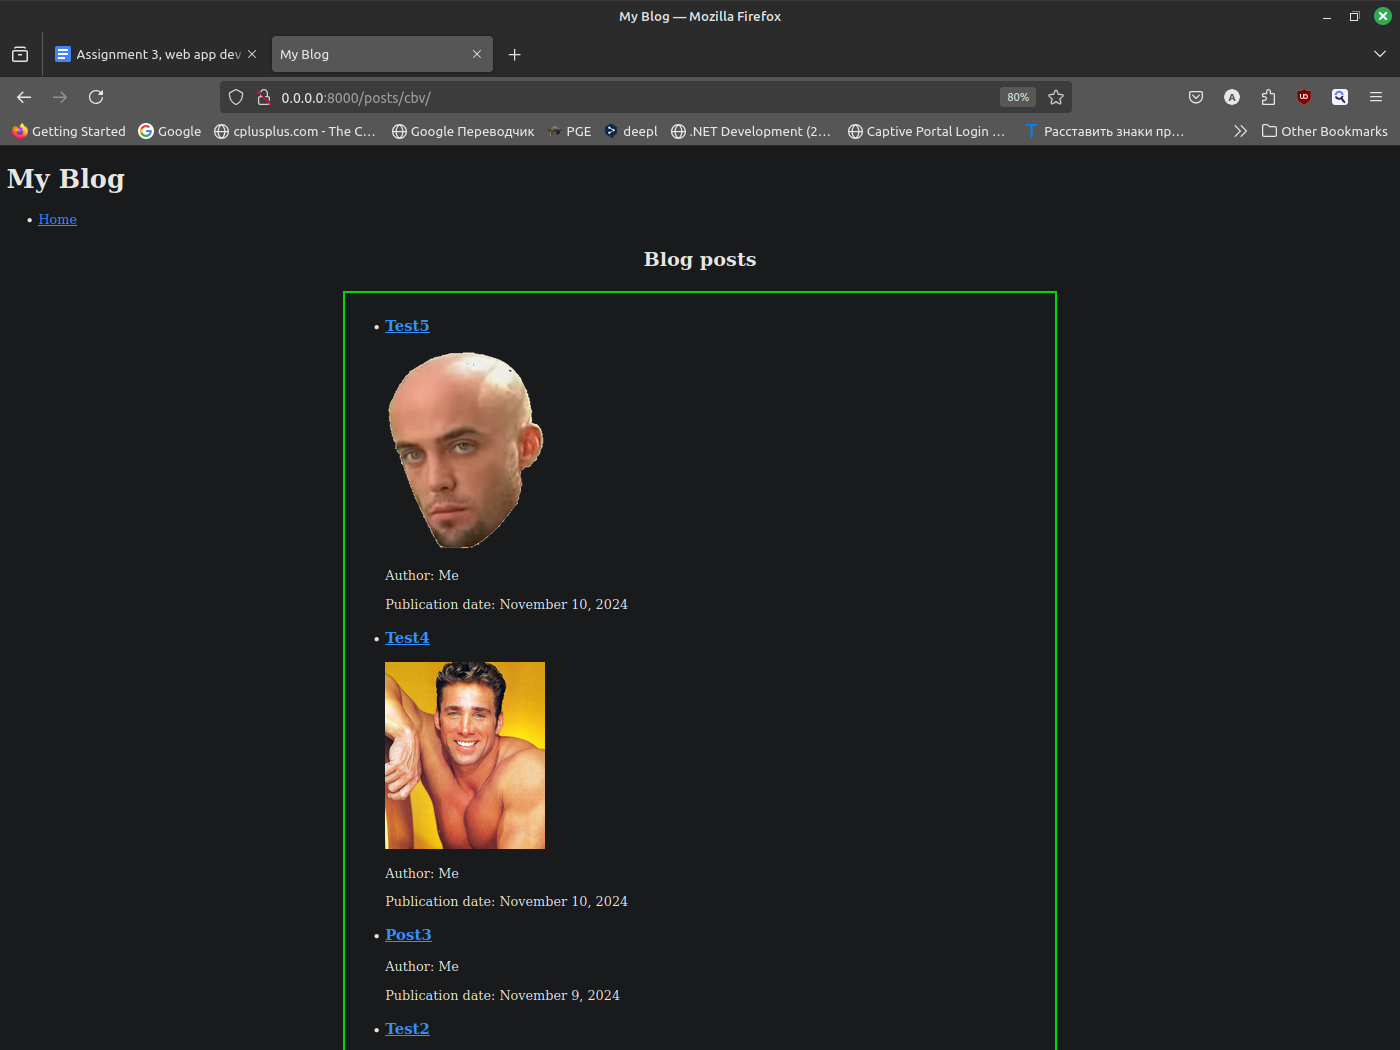 My Blog — Mozilla Firefox
Assignment 3, web app dev
My Blog
0.0.0.0:8000/posts/cbv/
80%
A
Getting Started
Google
cplusplus.com - The C…
Google Переводчик
PGE
deepl
.NET Development (2…
Captive Portal Login …
T Расставить знаки пр…
Other Bookmarks
My Blog
• Home
Blog posts
• Test5
Author: Me
Publication date: November 10, 2024
• Test4
Author: Me
Publication date: November 10, 2024
• Post3
Author: Me
Publication date: November 9, 2024
• Test2